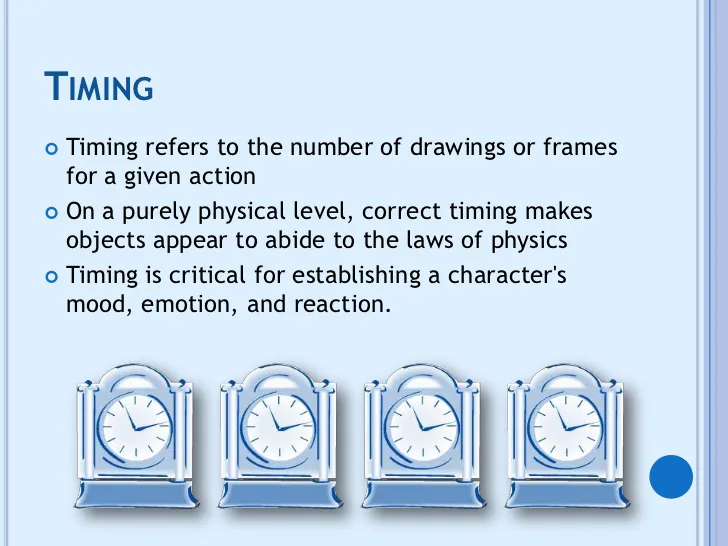 TIMING
Timing refers to the number of drawings or frames
for a given action
On a purely physical level, correct timing makes
objects appear to abide to the laws of physics
Timing is critical for establishing a character's
mood, emotion, and reaction.